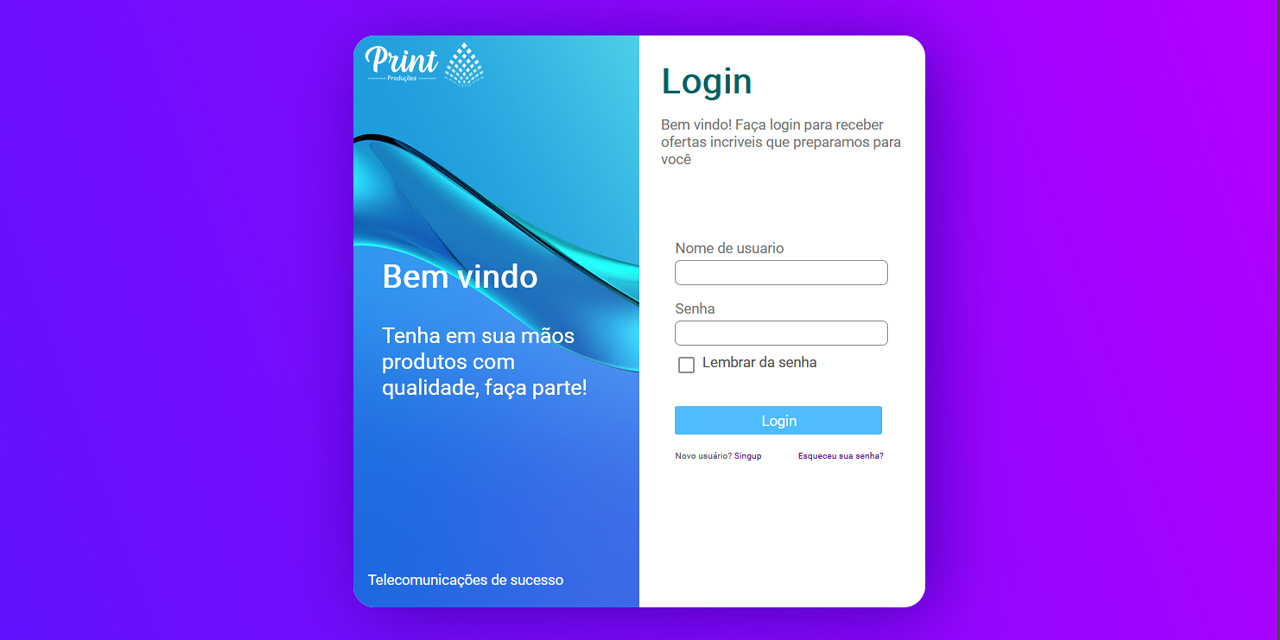 Print
Produções
Bem vindo
Tenha em sua mãos
produtos com
qualidade, faça parte!
Telecomunicações de sucesso
Login
Bem vindo! Faça login para receber
ofertas incriveis que preparamos para
você
Nome de usuario
Senha
Lembrar da senha
Login
Novo usuário? Singup
Esqueceu sua senha?